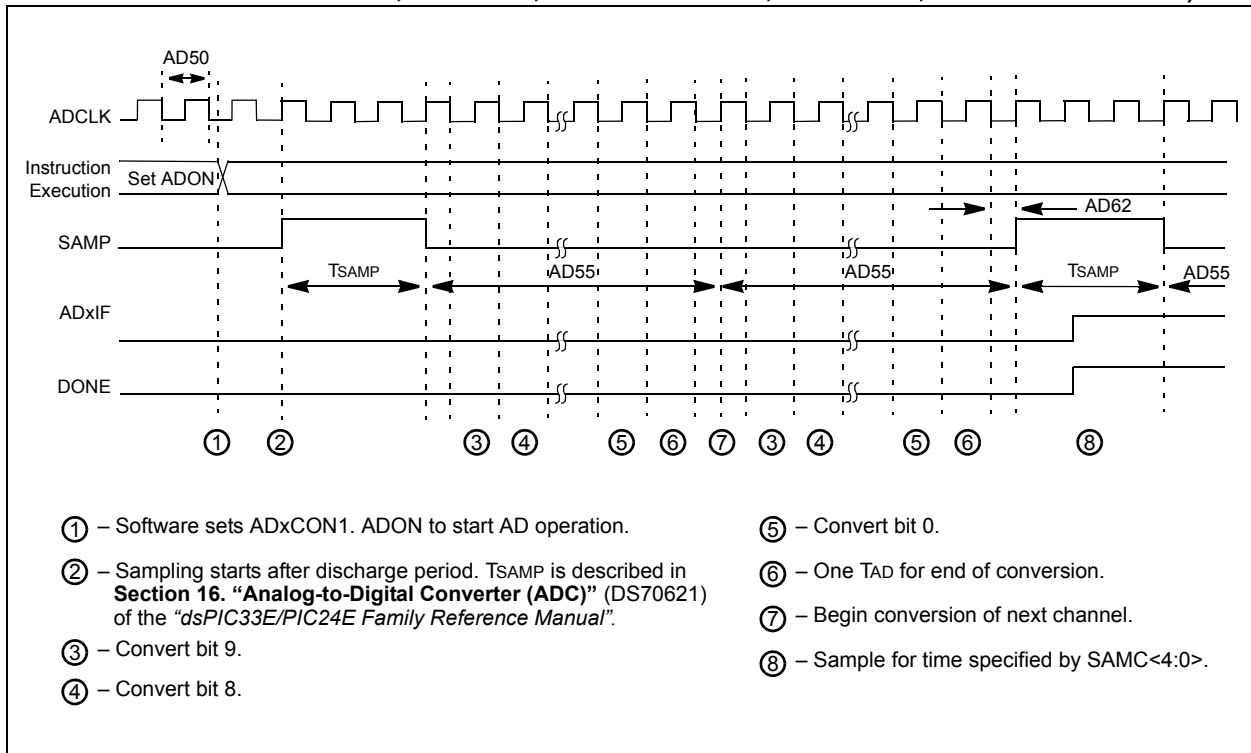 AD50
ADCLK
Instruction
Execution
Set ADON
AD62
SAMP
TSAMP
AD55
AD55
TSAMP
AD55
ADxIF
DONE
1 2 3 4 5 6 7 3 4 5 6 8
1 – Software sets ADxCON1. ADON to start AD operation.
2 – Sampling starts after discharge period. TSAMP is described in
Section 16. “Analog-to-Digital Converter (ADC)” (DS70621)
of the “dsPIC33E/PIC24E Family Reference Manual”.
3 – Convert bit 9.
4 – Convert bit 8.
5 – Convert bit 0.
6 – One TAD for end of conversion.
7 – Begin conversion of next channel.
8 – Sample for time specified by SAMC<4:0>.